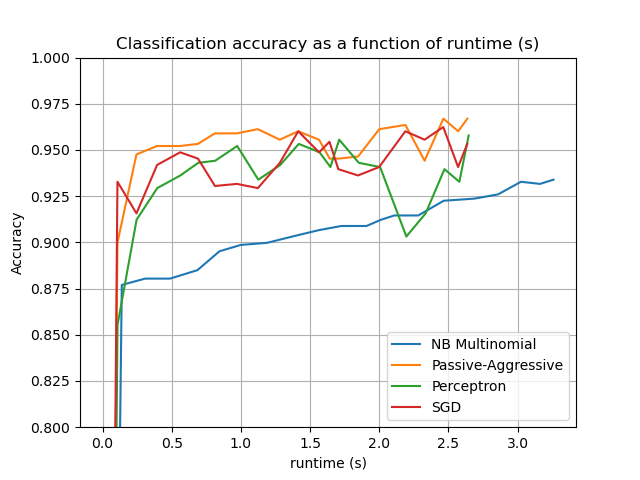 Classification accuracy as a function of runtime (s)
1.000
0.975
0.950
0.925
0.900
0.875
0.850
0.825
0.800
Accuracy
NB Multinomial
Passive-Aggressive
Perceptron
SGD
0.0 0.5 1.0 1.5 2.0 2.5 3.0
runtime (s)